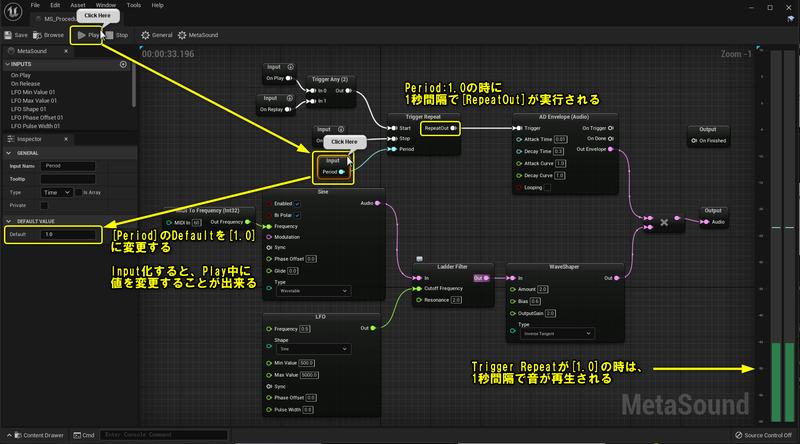 File Edit Asset Window Tools Help
Click Here
MS_Procedu
Save Browse Play Stop General MetaSound
MetaSound
INPUTS
On Play
On Release
LFO Min Value 01
LFO Max Value 01
LFO Shape 01
LFO Phase Offset 01
LFO Pulse Width 01
Inspector
GENERAL
Input Name Period
Tooltip
Type Time Is Array
Private
DEFAULT VALUE
Default 1.0
00:00:33.196
Zoom -1
Input
On Play
Input
On Replay
Trigger Any (2)
In 0 Out
In 1
Period:1.0の時に
1秒間隔で[RepeatOut]が実行される
Input
On
Click Here
Input
Period
Trigger Repeat
Start RepeatOut
Stop
Period
AD Envelope (Audio)
Trigger On Trigger
Attack Time 0.01 On Done
Decay Time 0.3 Out Envelope
Attack Curve 1.0
Decay Curve 1.0
Looping
Output
On Finished
Output
Audio
MIDI To Frequency (Int32)
MIDI In 60 Out Frequency
Sine
Enabled Audio
Bi Polar
Frequency
Modulation
Sync
Phase Offset 0.0
Glide 0.0
Type
Wavetable
[Period]のDefaultを[1.0]
に変更する
Input化すると、Play中に
値を変更することが出来る
Ladder Filter
In Out
Cutoff Frequency
Resonance 2.0
WaveShaper
In Out
Amount 2.0
Bias 0.6
OutputGain 2.0
Type
Inverse Tangent
LFO
Frequency 0.5 Out
Shape
Sine
Min Value 500.0
Max Value 5000.0
Sync
Phase Offset 0.0
Pulse Width 0.5
Trigger Repeatが[1.0]の時は、
1秒間隔で音が再生される
MetaSound
Content Drawer Cmd Enter Console Command Source Control Off